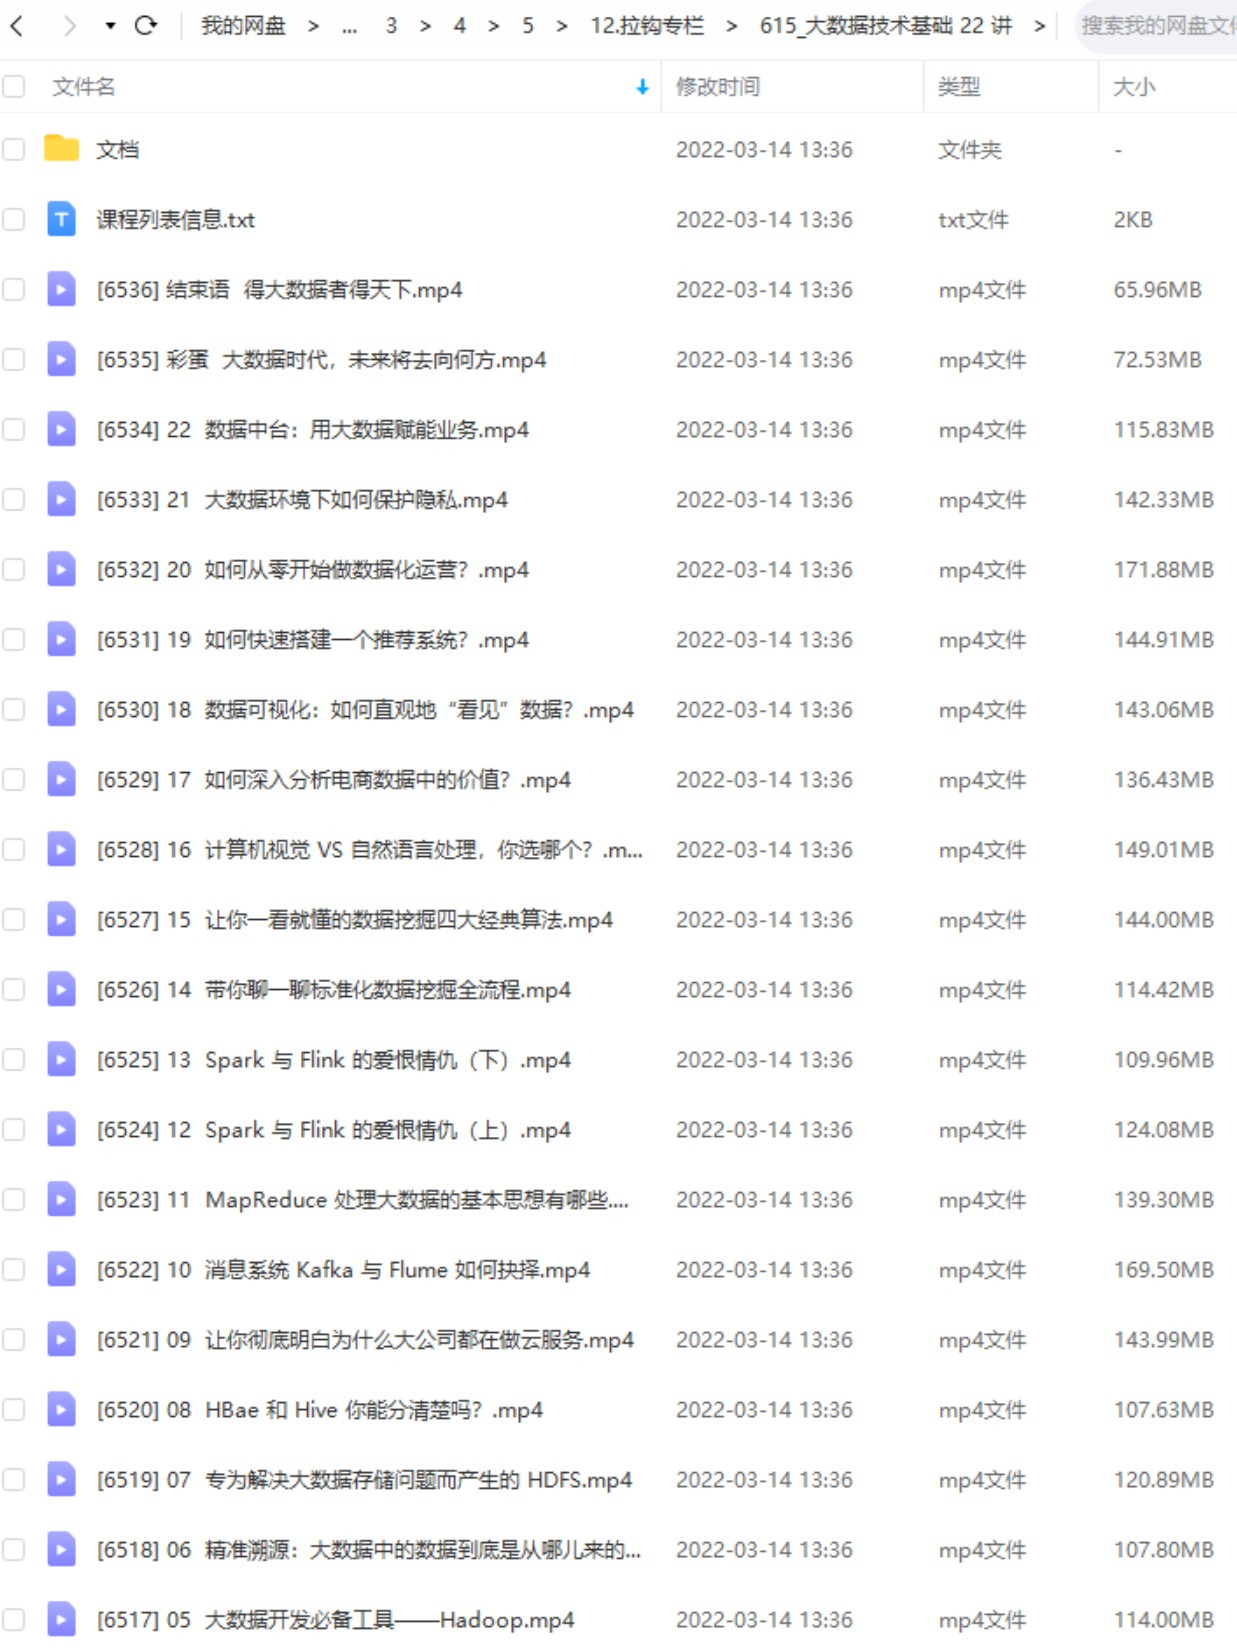 我的网盘 > ... 3 > 4 > 5 > 12.拉钩专栏 > 615_大数据技术基础 22 讲 > 搜索我的网盘文件
文件名 修改时间 类型 大小
文档 2022-03-14 13:36 文件夹 -
课程列表信息.txt 2022-03-14 13:36 txt文件 2KB
[6536] 结束语 得大数据者得天下.mp4 2022-03-14 13:36 mp4文件 65.96MB
[6535] 彩蛋 大数据时代，未来将去向何方.mp4 2022-03-14 13:36 mp4文件 72.53MB
[6534] 22 数据中台：用大数据赋能业务.mp4 2022-03-14 13:36 mp4文件 115.83MB
[6533] 21 大数据环境下如何保护隐私.mp4 2022-03-14 13:36 mp4文件 142.33MB
[6532] 20 如何从零开始做数据化运营？.mp4 2022-03-14 13:36 mp4文件 171.88MB
[6531] 19 如何快速搭建一个推荐系统？.mp4 2022-03-14 13:36 mp4文件 144.91MB
[6530] 18 数据可视化：如何直观地“看见”数据？.mp4 2022-03-14 13:36 mp4文件 143.06MB
[6529] 17 如何深入分析电商数据中的价值？.mp4 2022-03-14 13:36 mp4文件 136.43MB
[6528] 16 计算机视觉 VS 自然语言处理，你选哪个？.m... 2022-03-14 13:36 mp4文件 149.01MB
[6527] 15 让你一看就懂的数据挖掘四大经典算法.mp4 2022-03-14 13:36 mp4文件 144.00MB
[6526] 14 带你聊一聊标准化数据挖掘全流程.mp4 2022-03-14 13:36 mp4文件 114.42MB
[6525] 13 Spark 与 Flink 的爱恨情仇（下）.mp4 2022-03-14 13:36 mp4文件 109.96MB
[6524] 12 Spark 与 Flink 的爱恨情仇（上）.mp4 2022-03-14 13:36 mp4文件 124.08MB
[6523] 11 MapReduce 处理大数据的基本思想有哪些.... 2022-03-14 13:36 mp4文件 139.30MB
[6522] 10 消息系统 Kafka 与 Flume 如何抉择.mp4 2022-03-14 13:36 mp4文件 169.50MB
[6521] 09 让你彻底明白为什么大公司都在做云服务.mp4 2022-03-14 13:36 mp4文件 143.99MB
[6520] 08 HBae 和 Hive 你能分清楚吗？.mp4 2022-03-14 13:36 mp4文件 107.63MB
[6519] 07 专为解决大数据存储问题而产生的 HDFS.mp4 2022-03-14 13:36 mp4文件 120.89MB
[6518] 06 精准溯源：大数据中的数据到底是从哪儿来的... 2022-03-14 13:36 mp4文件 107.80MB
[6517] 05 大数据开发必备工具——Hadoop.mp4 2022-03-14 13:36 mp4文件 114.00MB